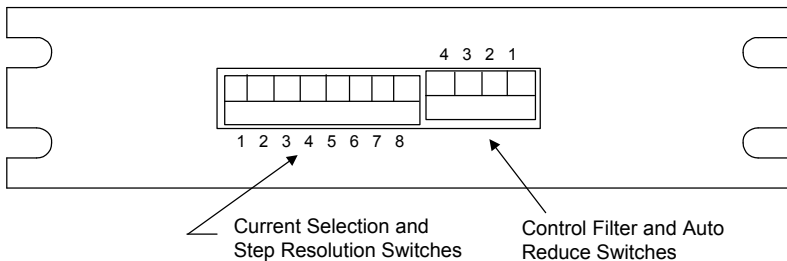 4 3 2 1
1 2 3 4 5 6 7 8
Current Selection and
Step Resolution Switches
Control Filter and Auto
Reduce Switches